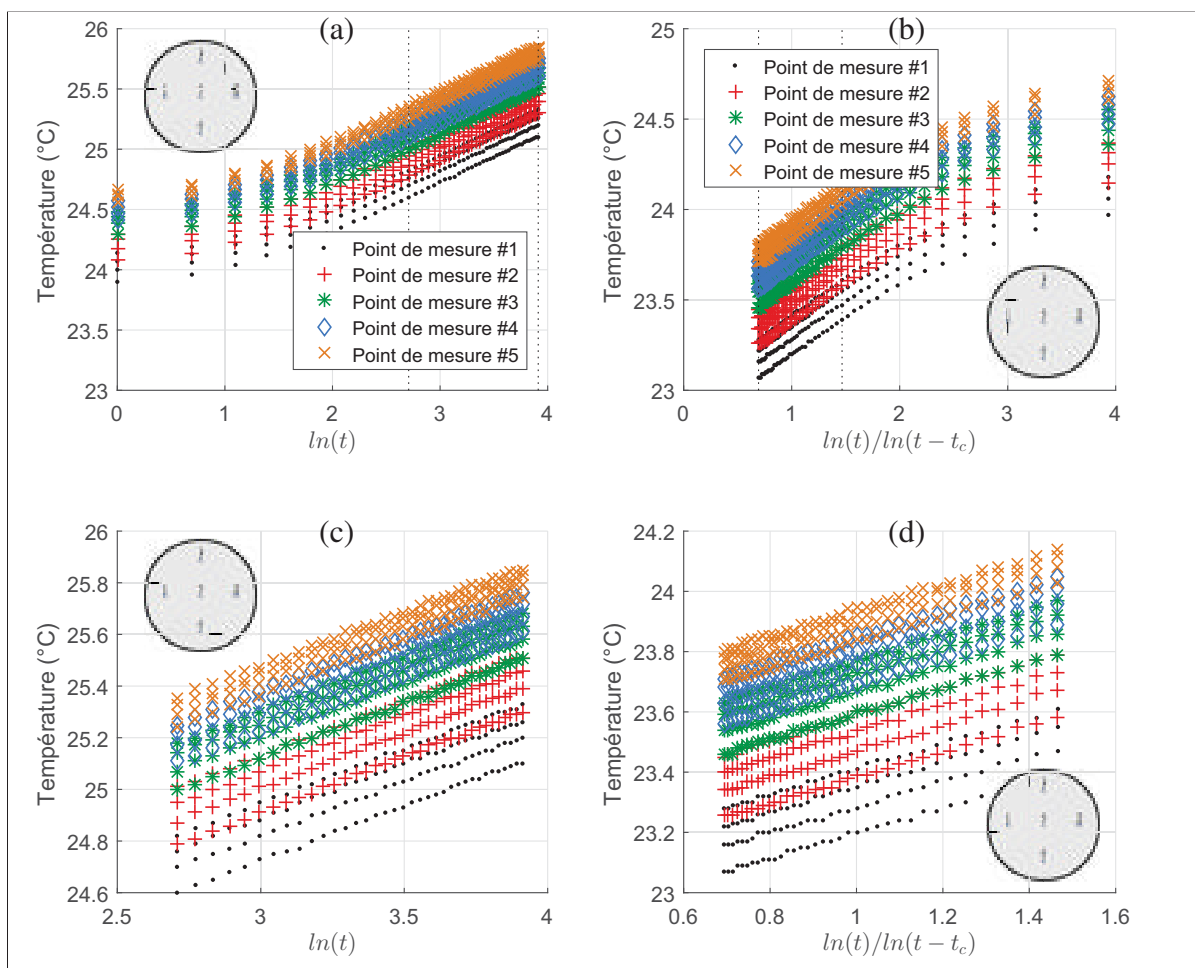 (a)
26
25.5
25
24.5
24
23.5
23
Température (°C)
0 1 2 3 4
ln(t)
Point de mesure #1
Point de mesure #2
Point de mesure #3
Point de mesure #4
Point de mesure #5
(b)
25
24.5
24
23.5
23
Température (°C)
0 1 2 3 4
ln(t)/ln(t − t_c)
Point de mesure #1
Point de mesure #2
Point de mesure #3
Point de mesure #4
Point de mesure #5
(c)
26
25.8
25.6
25.4
25.2
25
24.8
24.6
Température (°C)
2.5 3 3.5 4
ln(t)
(d)
24.2
24
23.8
23.6
23.4
23.2
23
Température (°C)
0.6 0.8 1 1.2 1.4 1.6
ln(t)/ln(t − t_c)